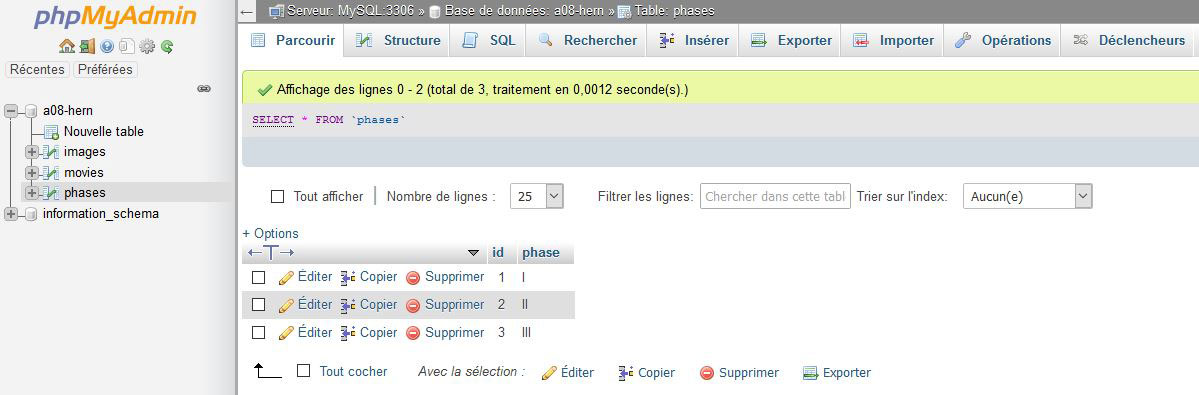 phpMyAdmin
Récentes Préférées
a08-hern
Nouvelle table
images
movies
phases
information_schema
Serveur: MySQL:3306 » Base de données: a08-hern » Table: phases
Parcourir Structure SQL Rechercher Insérer Exporter Importer Opérations Déclencheurs
Affichage des lignes 0 - 2 (total de 3, traitement en 0,0012 seconde(s).)
SELECT * FROM `phases`
Tout afficher Nombre de lignes : 25 Filtrer les lignes: Chercher dans cette tabl Trier sur l'index: Aucun(e)
+ Options
id phase
Éditer Copier Supprimer 1 I
Éditer Copier Supprimer 2 II
Éditer Copier Supprimer 3 III
Tout cocher Avec la sélection : Éditer Copier Supprimer Exporter